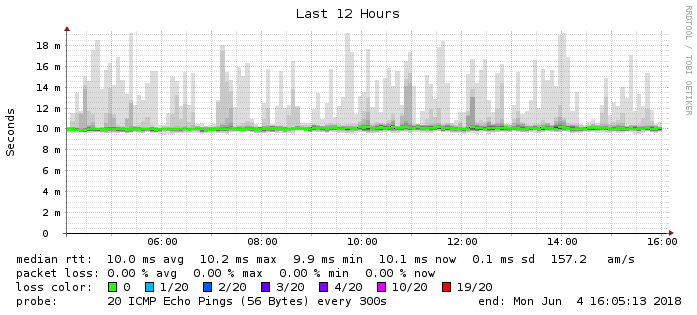 Last 12 Hours
RRDTOOL / TOBI OETIKER
Seconds
18 m
16 m
14 m
12 m
10 m
8 m
6 m
4 m
2 m
0
06:00 08:00 10:00 12:00 14:00 16:00
median rtt: 10.0 ms avg 10.2 ms max 9.9 ms min 10.1 ms now 0.1 ms sd 157.2 am/s
packet loss: 0.00 % avg 0.00 % max 0.00 % min 0.00 % now
loss color: 0 1/20 2/20 3/20 4/20 10/20 19/20
probe: 20 ICMP Echo Pings (56 Bytes) every 300s end: Mon Jun 4 16:05:13 2018